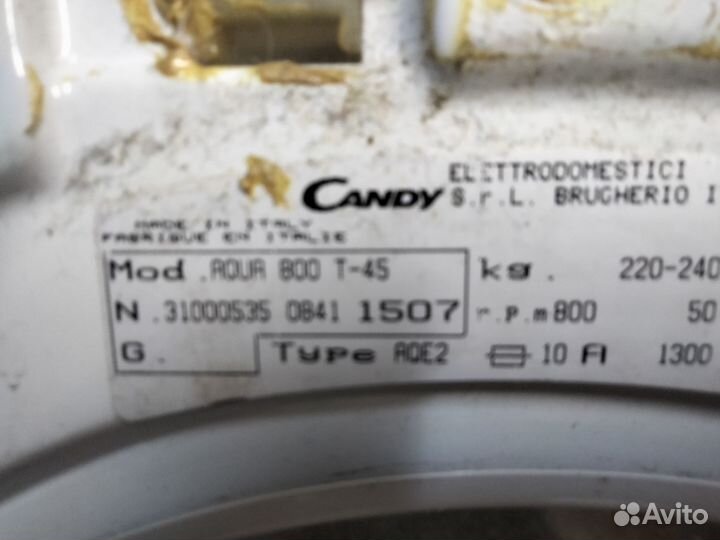 CANDY ELETTRODOMESTICI
S.r.L. BRUGHERIO I
MADE IN ITALY
FABRIQUE EN ITALIE
Mod .AQUA 800 T-45 kg. 220-240
N .31000535 0841 1507 r.p.m 800 50
G. Type AQE2 10 A 1300
Avito